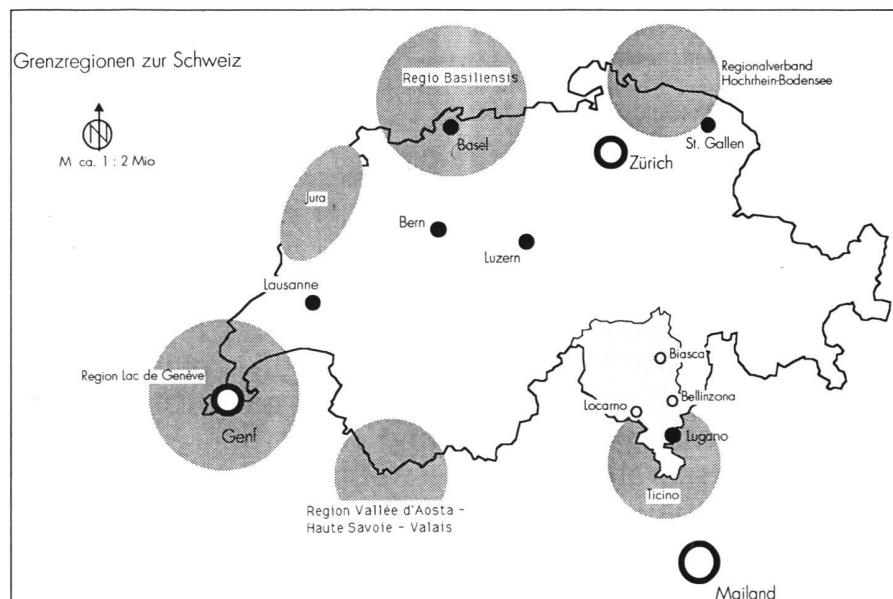 Grenzregionen zur Schweiz
N
M ca. 1 : 2 Mio
Regio Basiliensis
Regionalverband
Hochrhein-Bodensee
Basel
St. Gallen
Zürich
Jura
Bern
Luzern
Lausanne
Region Lac de Genève
Genf
Biasca
Locarno
Bellinzona
Lugano
Ticino
Region Vallée d'Aosta -
Haute Savoie - Valais
Mailand